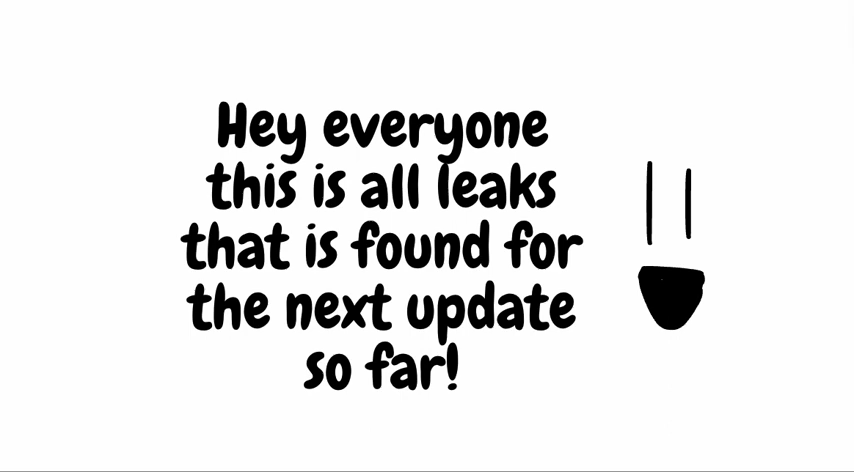 Hey everyone
this is all leaks
that is found for
the next update
so far!